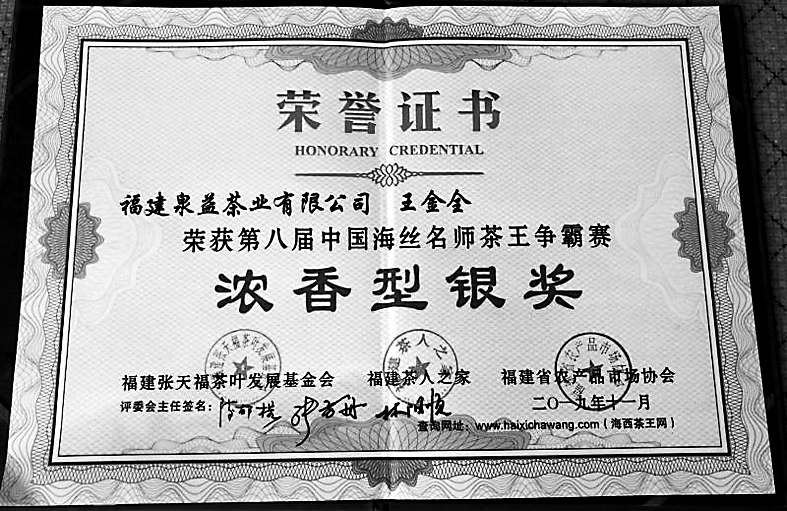 荣誉证书
HONORARY CREDENTIAL
福建泉益茶业有限公司 王金全
荣获第八届中国海丝名师茶王争霸赛
浓香型银奖
福建张天福茶叶发展基金会 福建茶人之家 福建省农产品市场协会
评委会主任签名：
二〇一九年十一月
查询网址：www.haixichawang.com（海西茶王网）